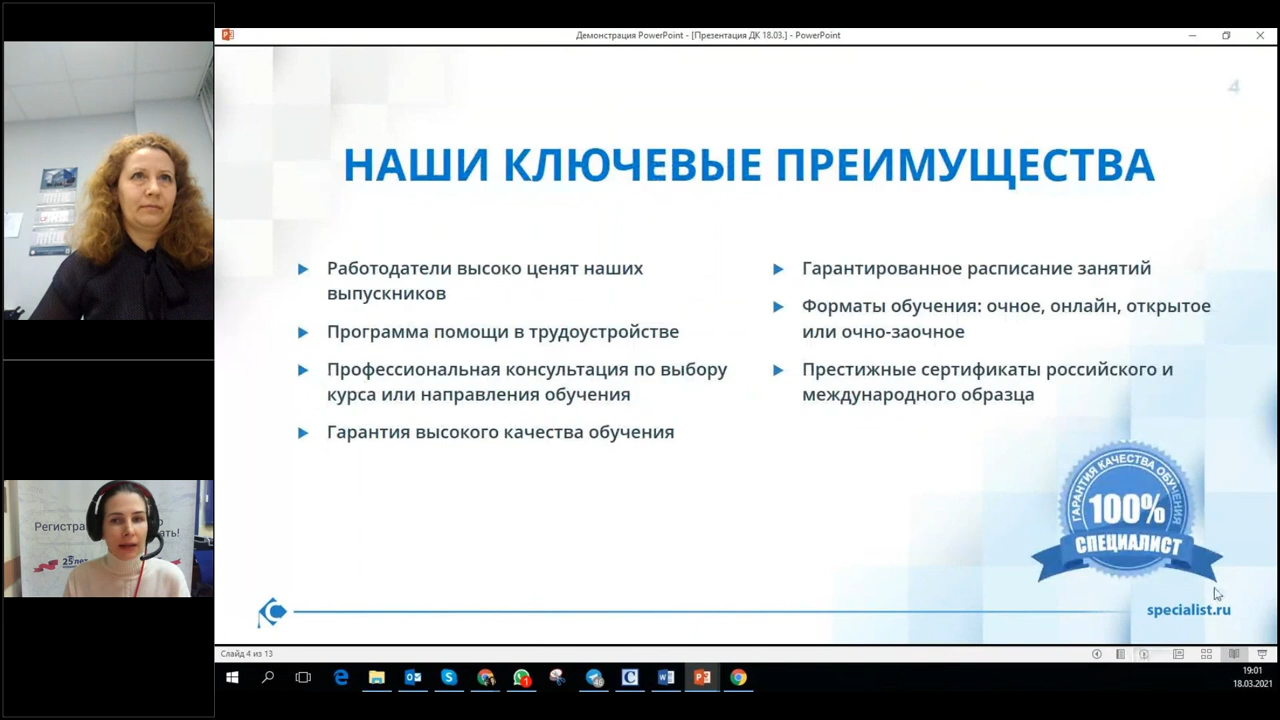 Демонстрация PowerPoint - [Презентация ДК 18.03.] - PowerPoint
4
НАШИ КЛЮЧЕВЫЕ ПРЕИМУЩЕСТВА
Работодатели высоко ценят наших
выпускников
Программа помощи в трудоустройстве
Профессиональная консультация по выбору
курса или направления обучения
Гарантия высокого качества обучения
Гарантированное расписание занятий
Форматы обучения: очное, онлайн, открытое
или очно-заочное
Престижные сертификаты российского и
международного образца
ГАРАНТИЯ КАЧЕСТВА ОБУЧЕНИЯ
100%
СПЕЦИАЛИСТ
specialist.ru
25 лет
Слайд 4 из 13
19:01
18.03.2021